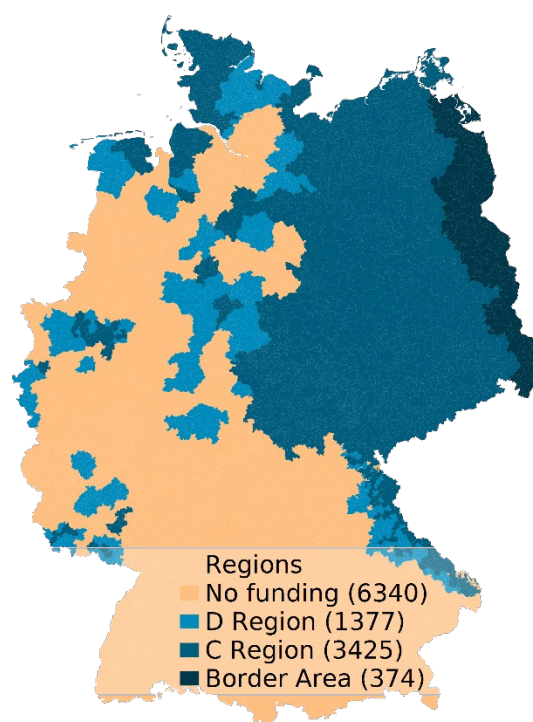 Regions
No funding (6340)
D Region (1377)
C Region (3425)
Border Area (374)